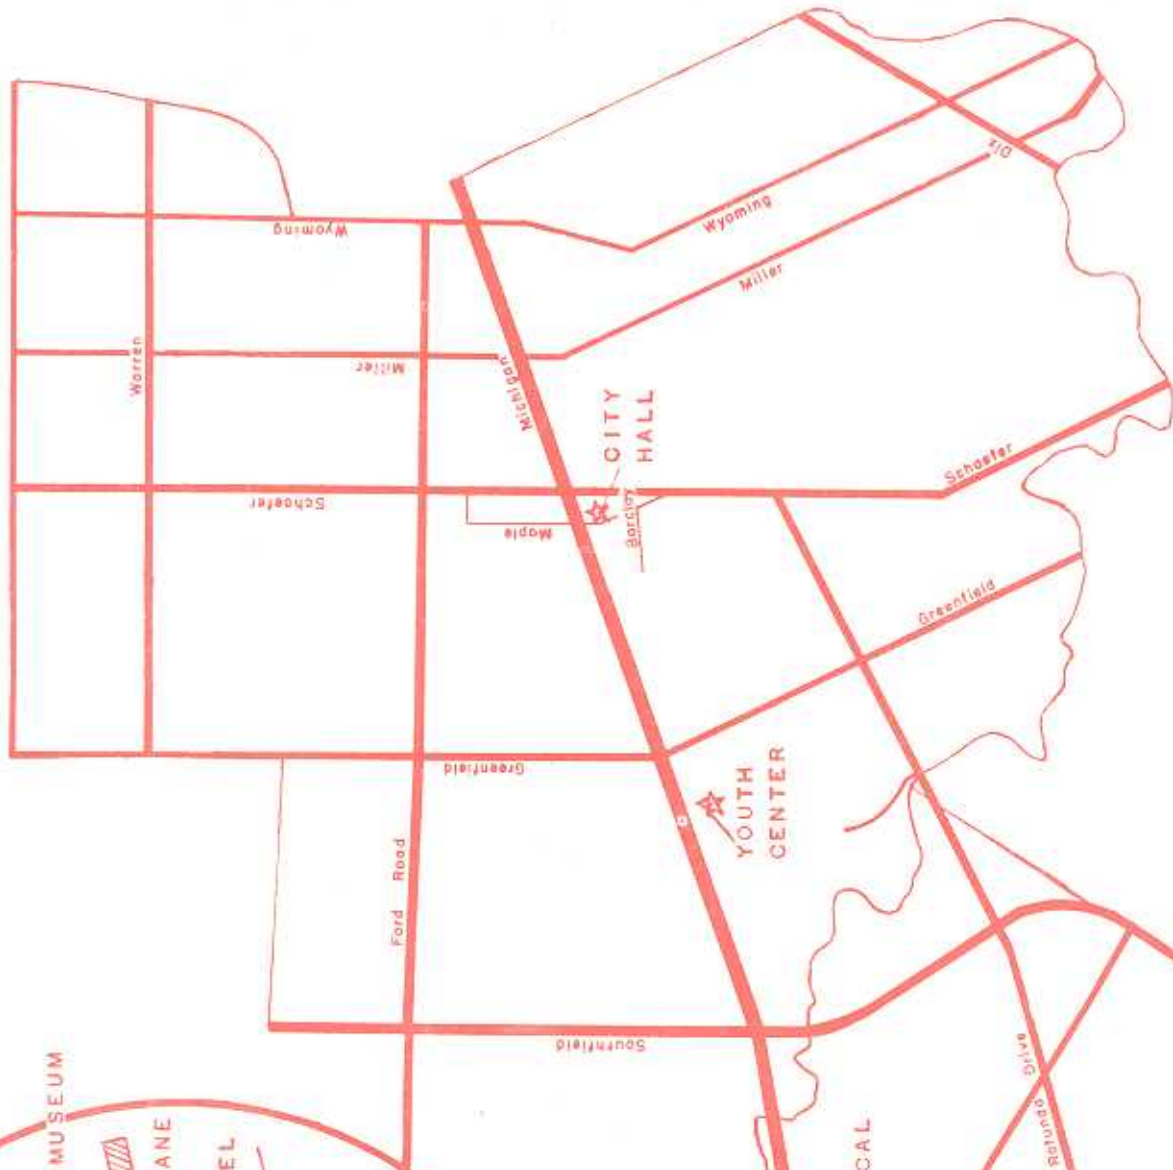 Wyoming
Warren
Miller
Schaefer
Michigan
CITY
HALL
Maple
Barclay
Wyoming
Miller
Dix
Schaefer
Greenfield
Greenfield
Ford Road
YOUTH
CENTER
Southfield
MUSEUM
ANE
EL
CAL
Rotunda Drive